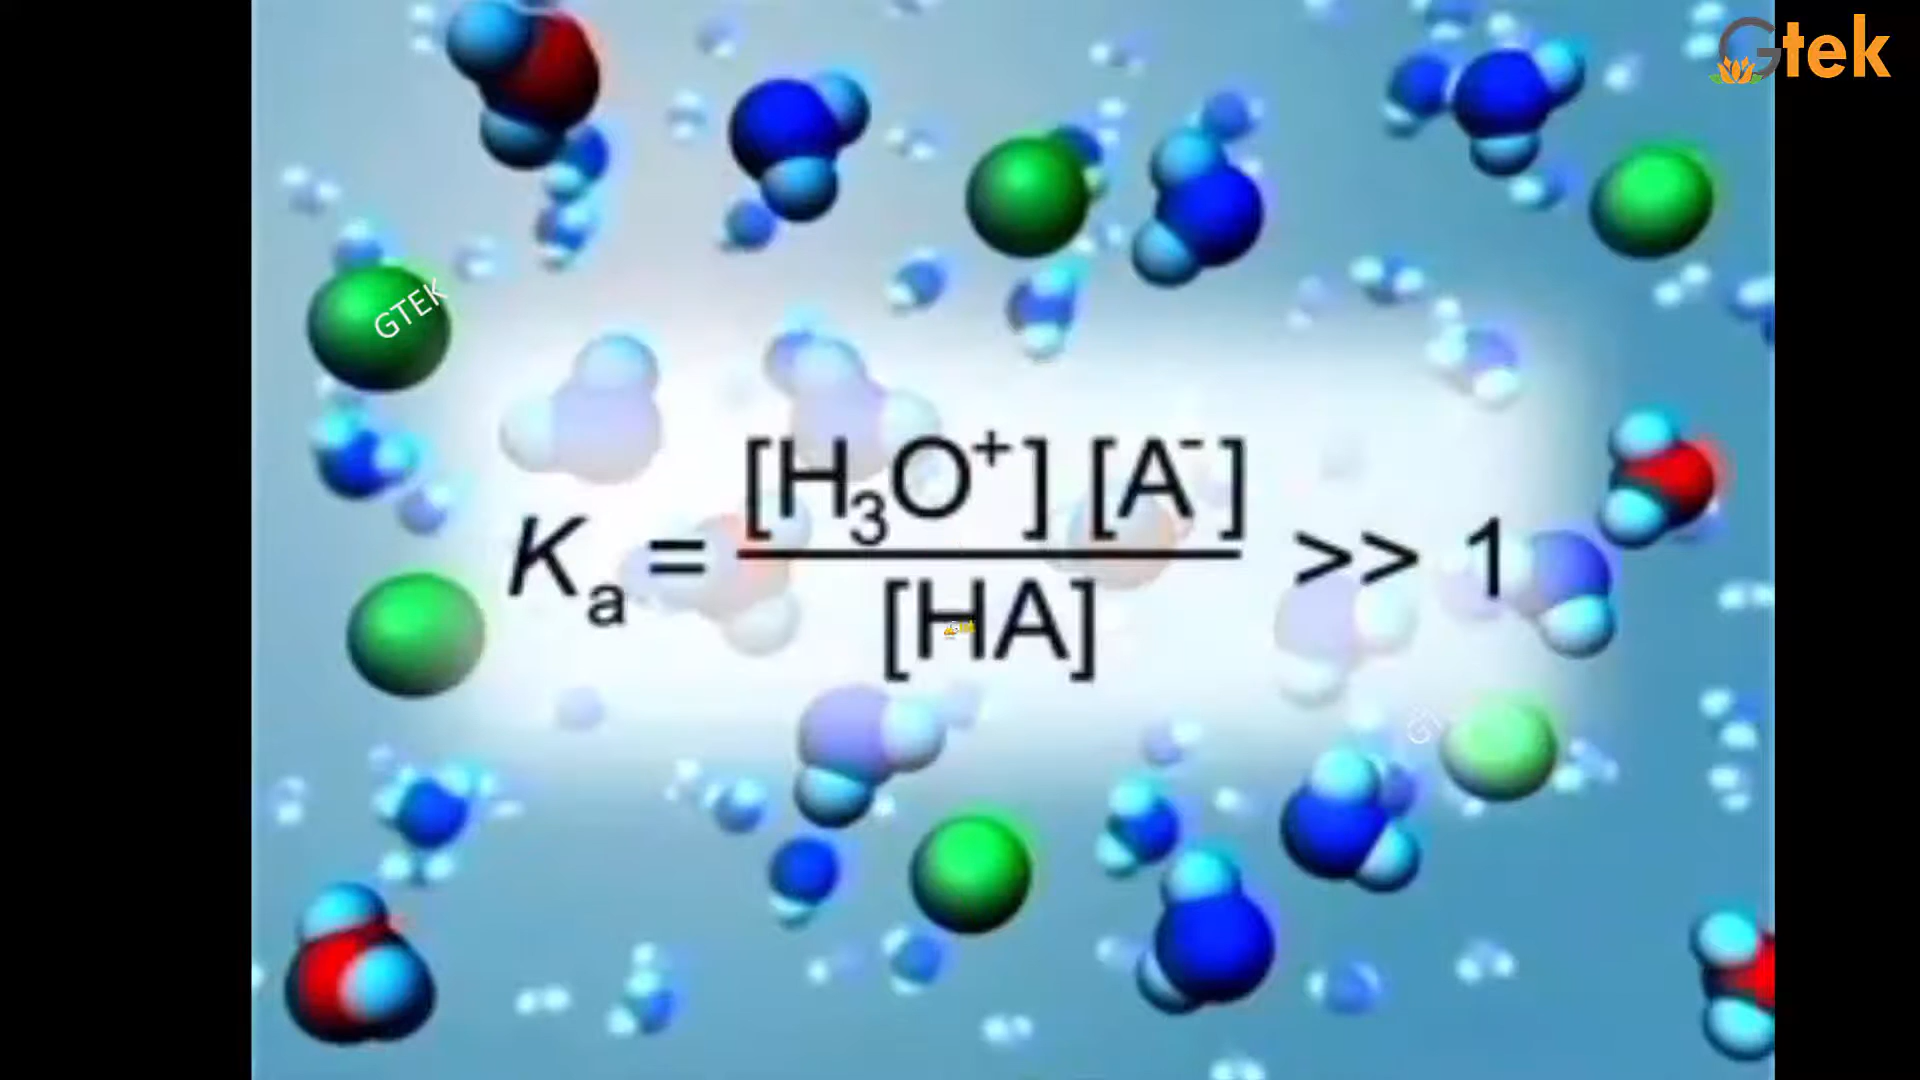 Gtek
GTEK
[H₃O⁺] [A⁻]
Kₐ = >> 1
[HA]